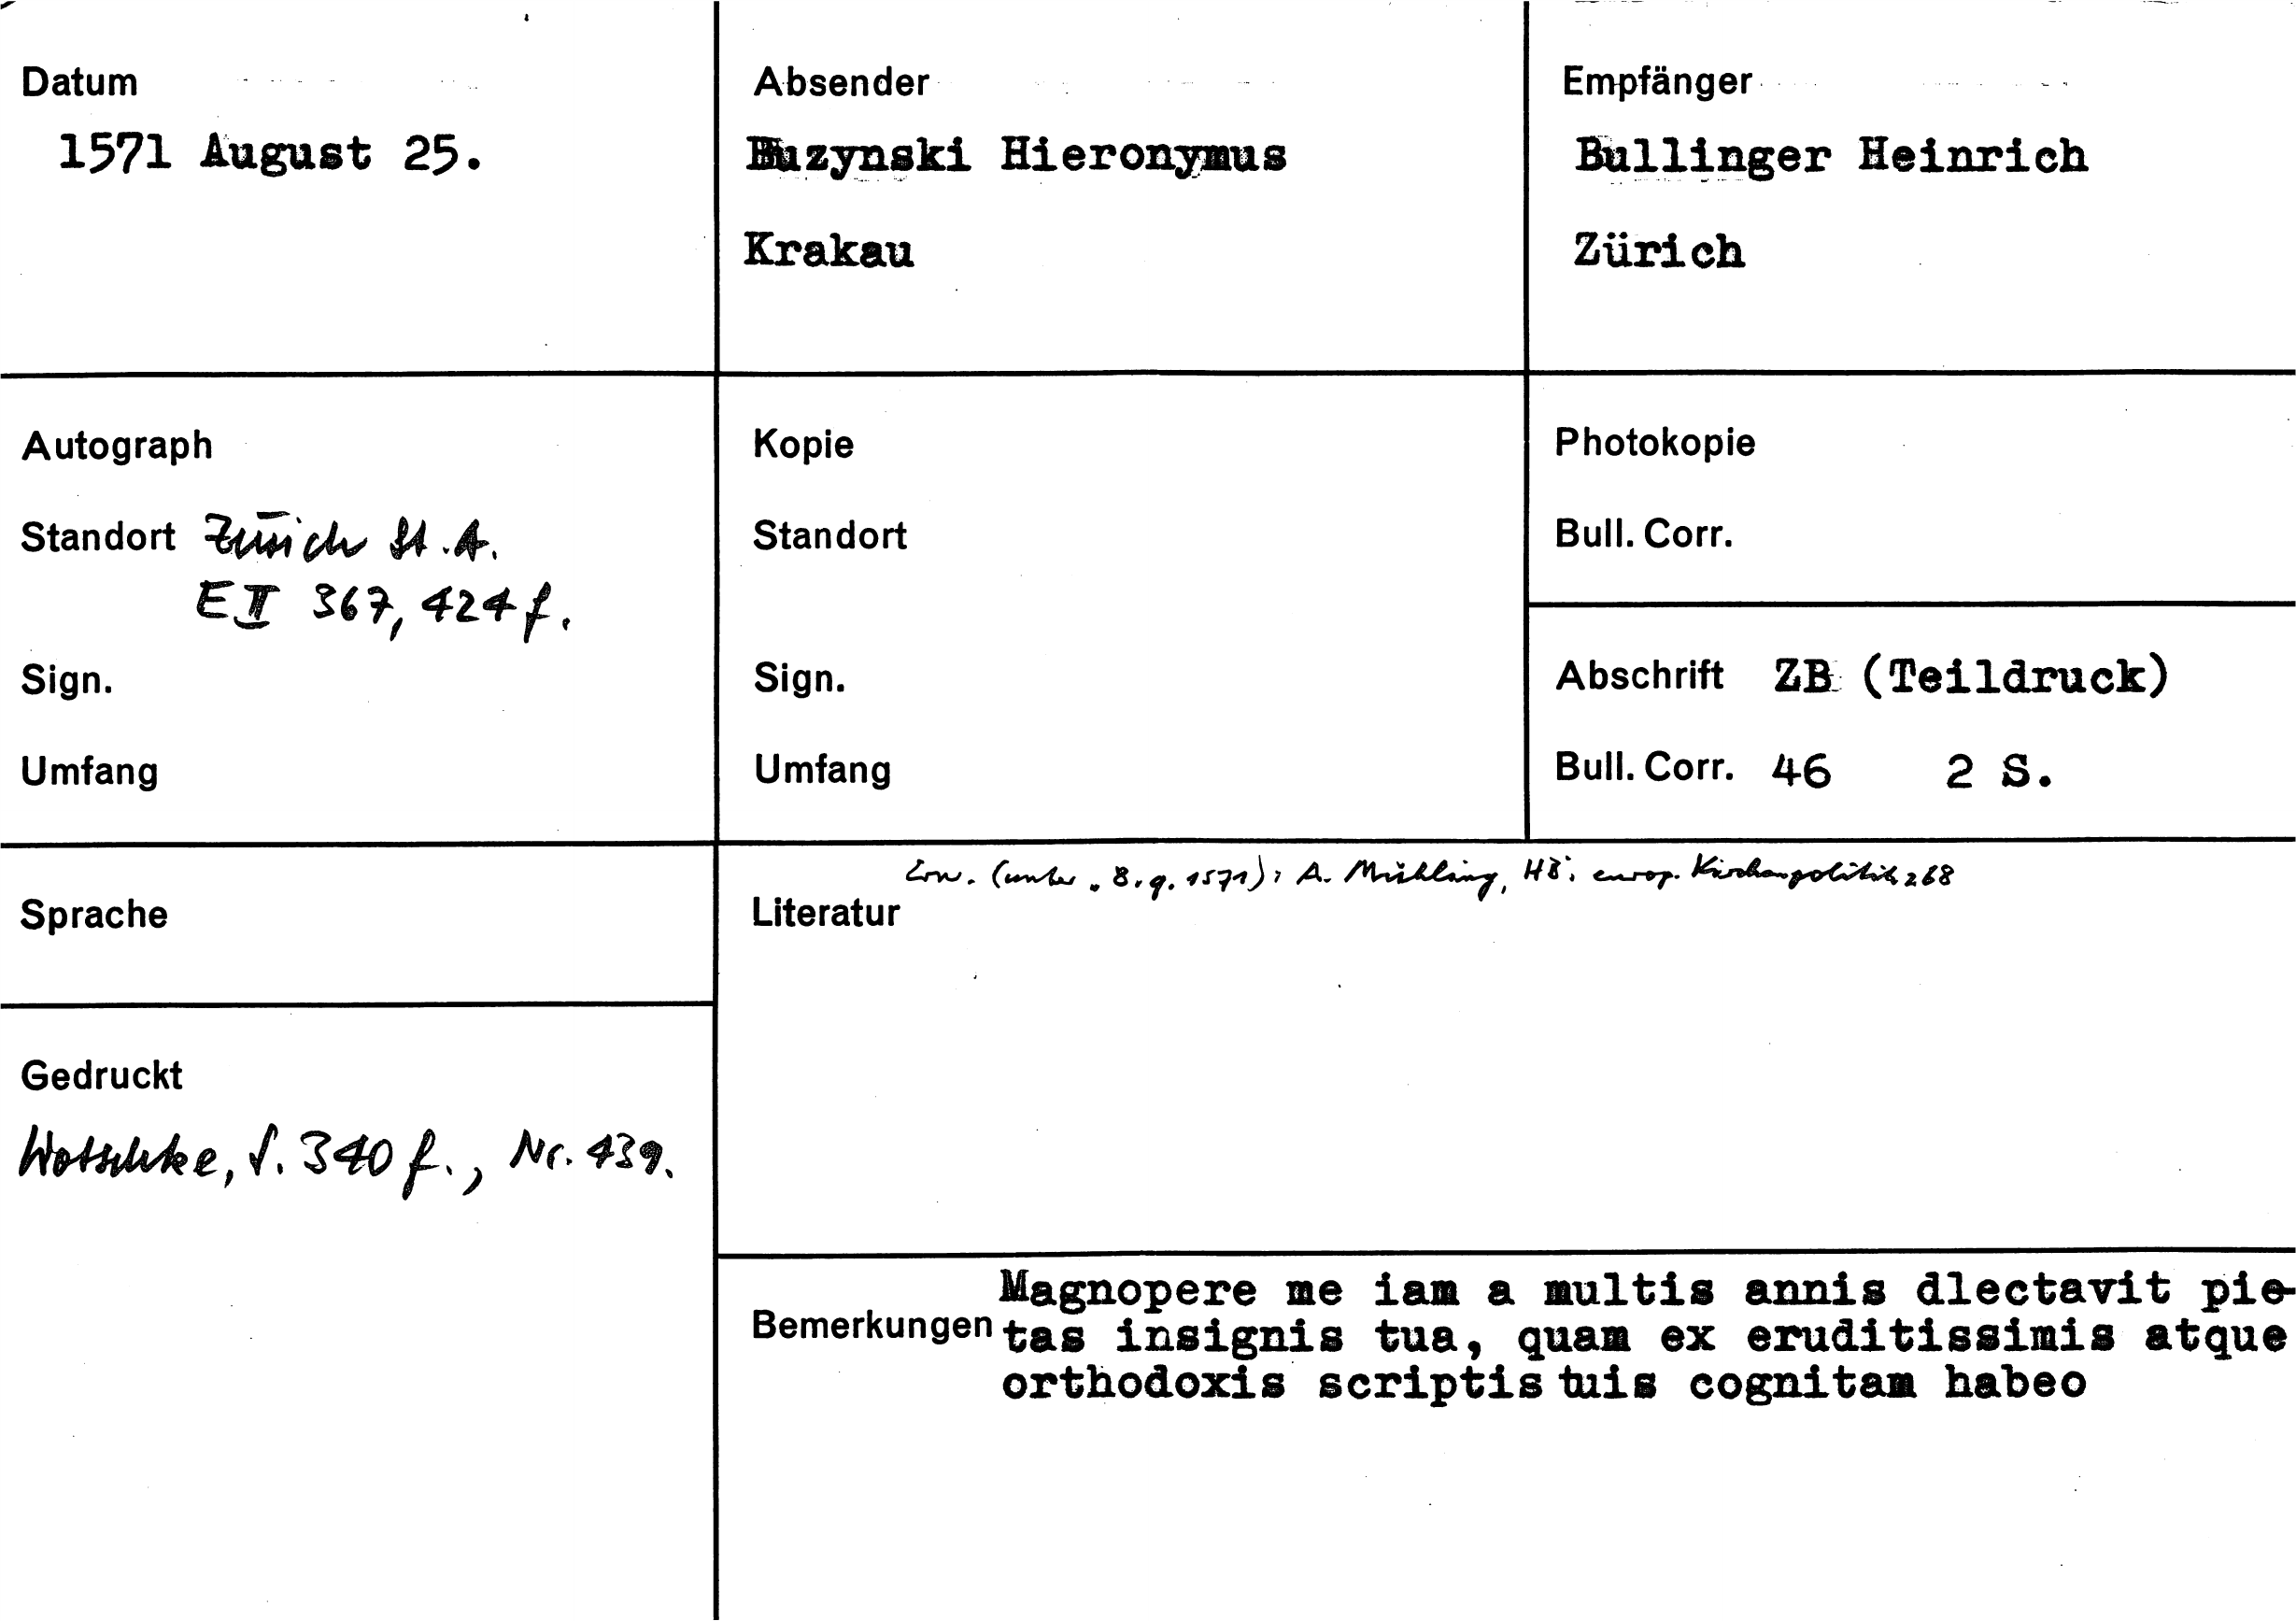 Datum
1571 August 25.
Absender
Buzynski Hieronymus
Krakau
Empfänger
Bullinger Heinrich
Zürich
Autograph
Standort Zürich St.A.
E II 367, 424 f.
Sign.
Umfang
Kopie
Standort
Sign.
Umfang
Photokopie
Bull. Corr.
Abschrift ZB (Teildruck)
Bull. Corr. 46 2 S.
Sprache
Gedruckt
Wotschke, S. 340 f., Nr. 439.
Erw. (unter „8.9.1571): A. Mühling, HB's europ. Kirchenpolitik 268
Literatur
Bemerkungen
Magnopere me iam a multis annis dlectavit pie-
tas insignis tua, quam ex eruditissimis atque
orthodoxis scriptis tuis cognitam habeo